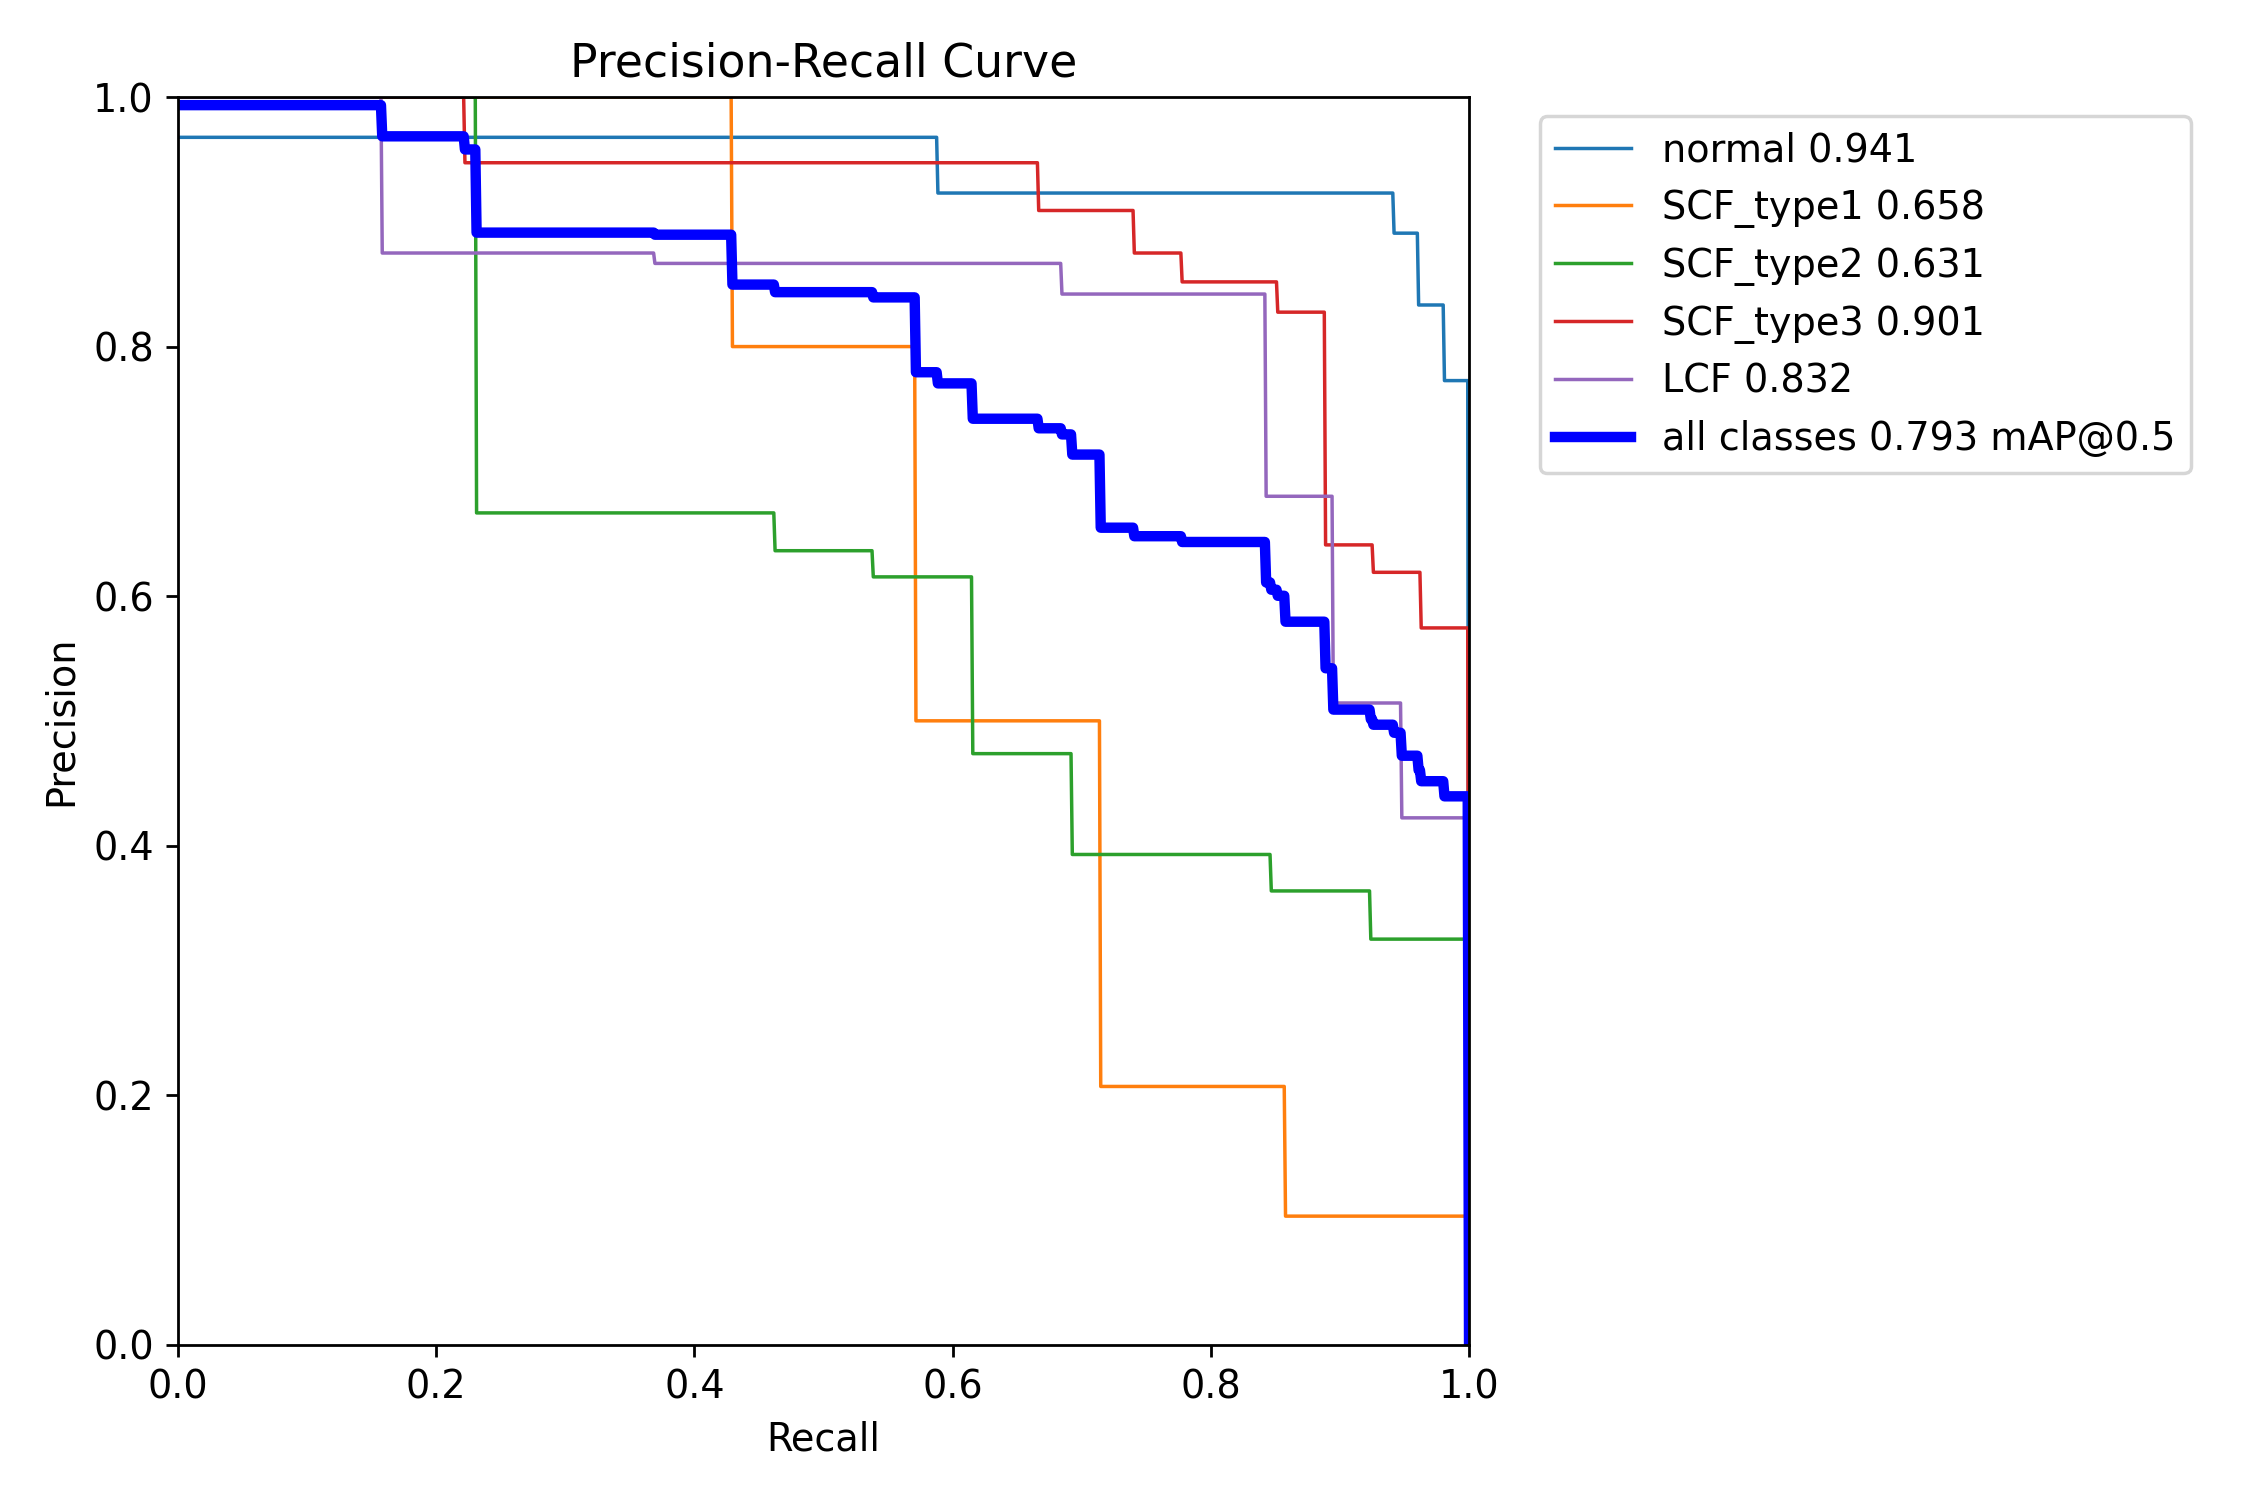 Precision-Recall Curve
1.0
0.8
0.6
0.4
0.2
0.0
Precision
0.0 0.2 0.4 0.6 0.8 1.0
Recall
normal 0.941
SCF_type1 0.658
SCF_type2 0.631
SCF_type3 0.901
LCF 0.832
all classes 0.793 mAP@0.5